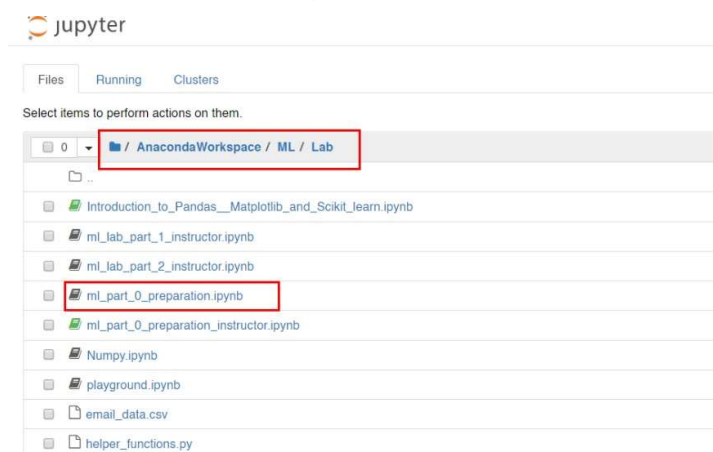 jupyter
Files Running Clusters
Select items to perform actions on them.
0 / AnacondaWorkspace / ML / Lab
..
Introduction_to_Pandas__Matplotlib_and_Scikit_learn.ipynb
ml_lab_part_1_instructor.ipynb
ml_lab_part_2_instructor.ipynb
ml_part_0_preparation.ipynb
ml_part_0_preparation_instructor.ipynb
Numpy.ipynb
playground.ipynb
email_data.csv
helper_functions.py